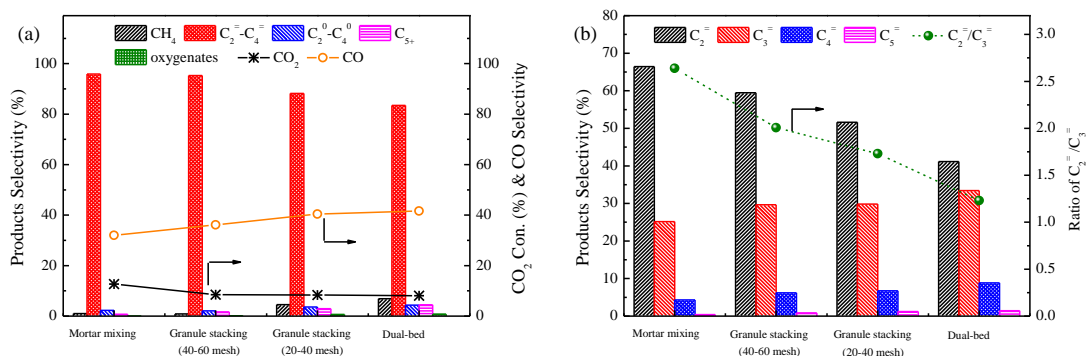 (a)
CH₄ C₂⁼-C₄⁼ C₂⁰-C₄⁰ C₅₊
oxygenates CO₂ CO
Products Selectivity (%)
100
80
60
40
20
0
100
80
60
40
20
0
CO₂ Con. (%) & CO Selectivity
Mortar mixing
Granule stacking
(40-60 mesh)
Granule stacking
(20-40 mesh)
Dual-bed
(b)
C₂⁼ C₃⁼ C₄⁼ C₅⁼ C₂⁼/C₃⁼
Products Selectivity (%)
80
70
60
50
40
30
20
10
0
3.0
2.5
2.0
1.5
1.0
0.5
0.0
Ratio of C₂⁼/C₃⁼
Mortar mixing
Granule stacking
(40-60 mesh)
Granule stacking
(20-40 mesh)
Dual-bed